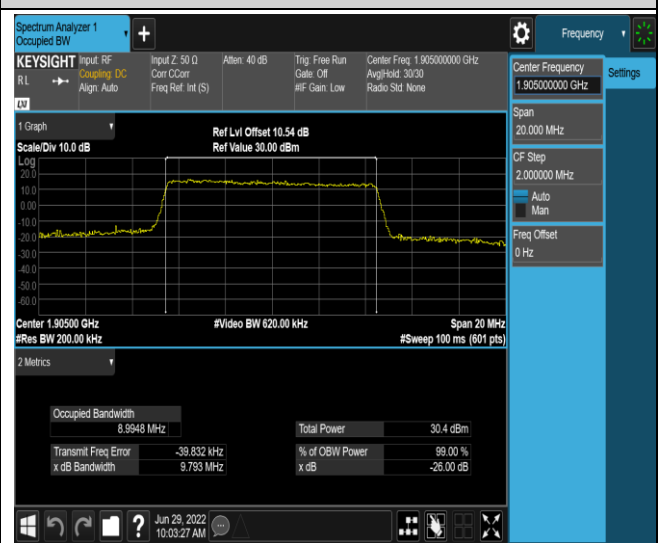 Spectrum Analyzer 1
Occupied BW
Frequency
KEYSIGHT
RL
LXI
Input: RF
Coupling: DC
Align: Auto
Input Z: 50 Ω
Corr CCorr
Freq Ref: Int (S)
Atten: 40 dB
Trig: Free Run
Gate: Off
#IF Gain: Low
Center Freq: 1.905000000 GHz
Avg|Hold: 30/30
Radio Std: None
Center Frequency
1.905000000 GHz
Settings
Span
20.000 MHz
CF Step
2.000000 MHz
Auto
Man
Freq Offset
0 Hz
1 Graph
Scale/Div 10.0 dB
Ref Lvl Offset 10.54 dB
Ref Value 30.00 dBm
Log
20.0
10.0
0.00
-10.0
-20.0
-30.0
-40.0
-50.0
-60.0
Center 1.90500 GHz
#Video BW 620.00 kHz
Span 20 MHz
#Res BW 200.00 kHz
#Sweep 100 ms (601 pts)
2 Metrics
Occupied Bandwidth
8.9948 MHz
Total Power 30.4 dBm
Transmit Freq Error -39.832 kHz
% of OBW Power 99.00 %
x dB Bandwidth 9.793 MHz
x dB -26.00 dB
?
Jun 29, 2022
10:03:27 AM